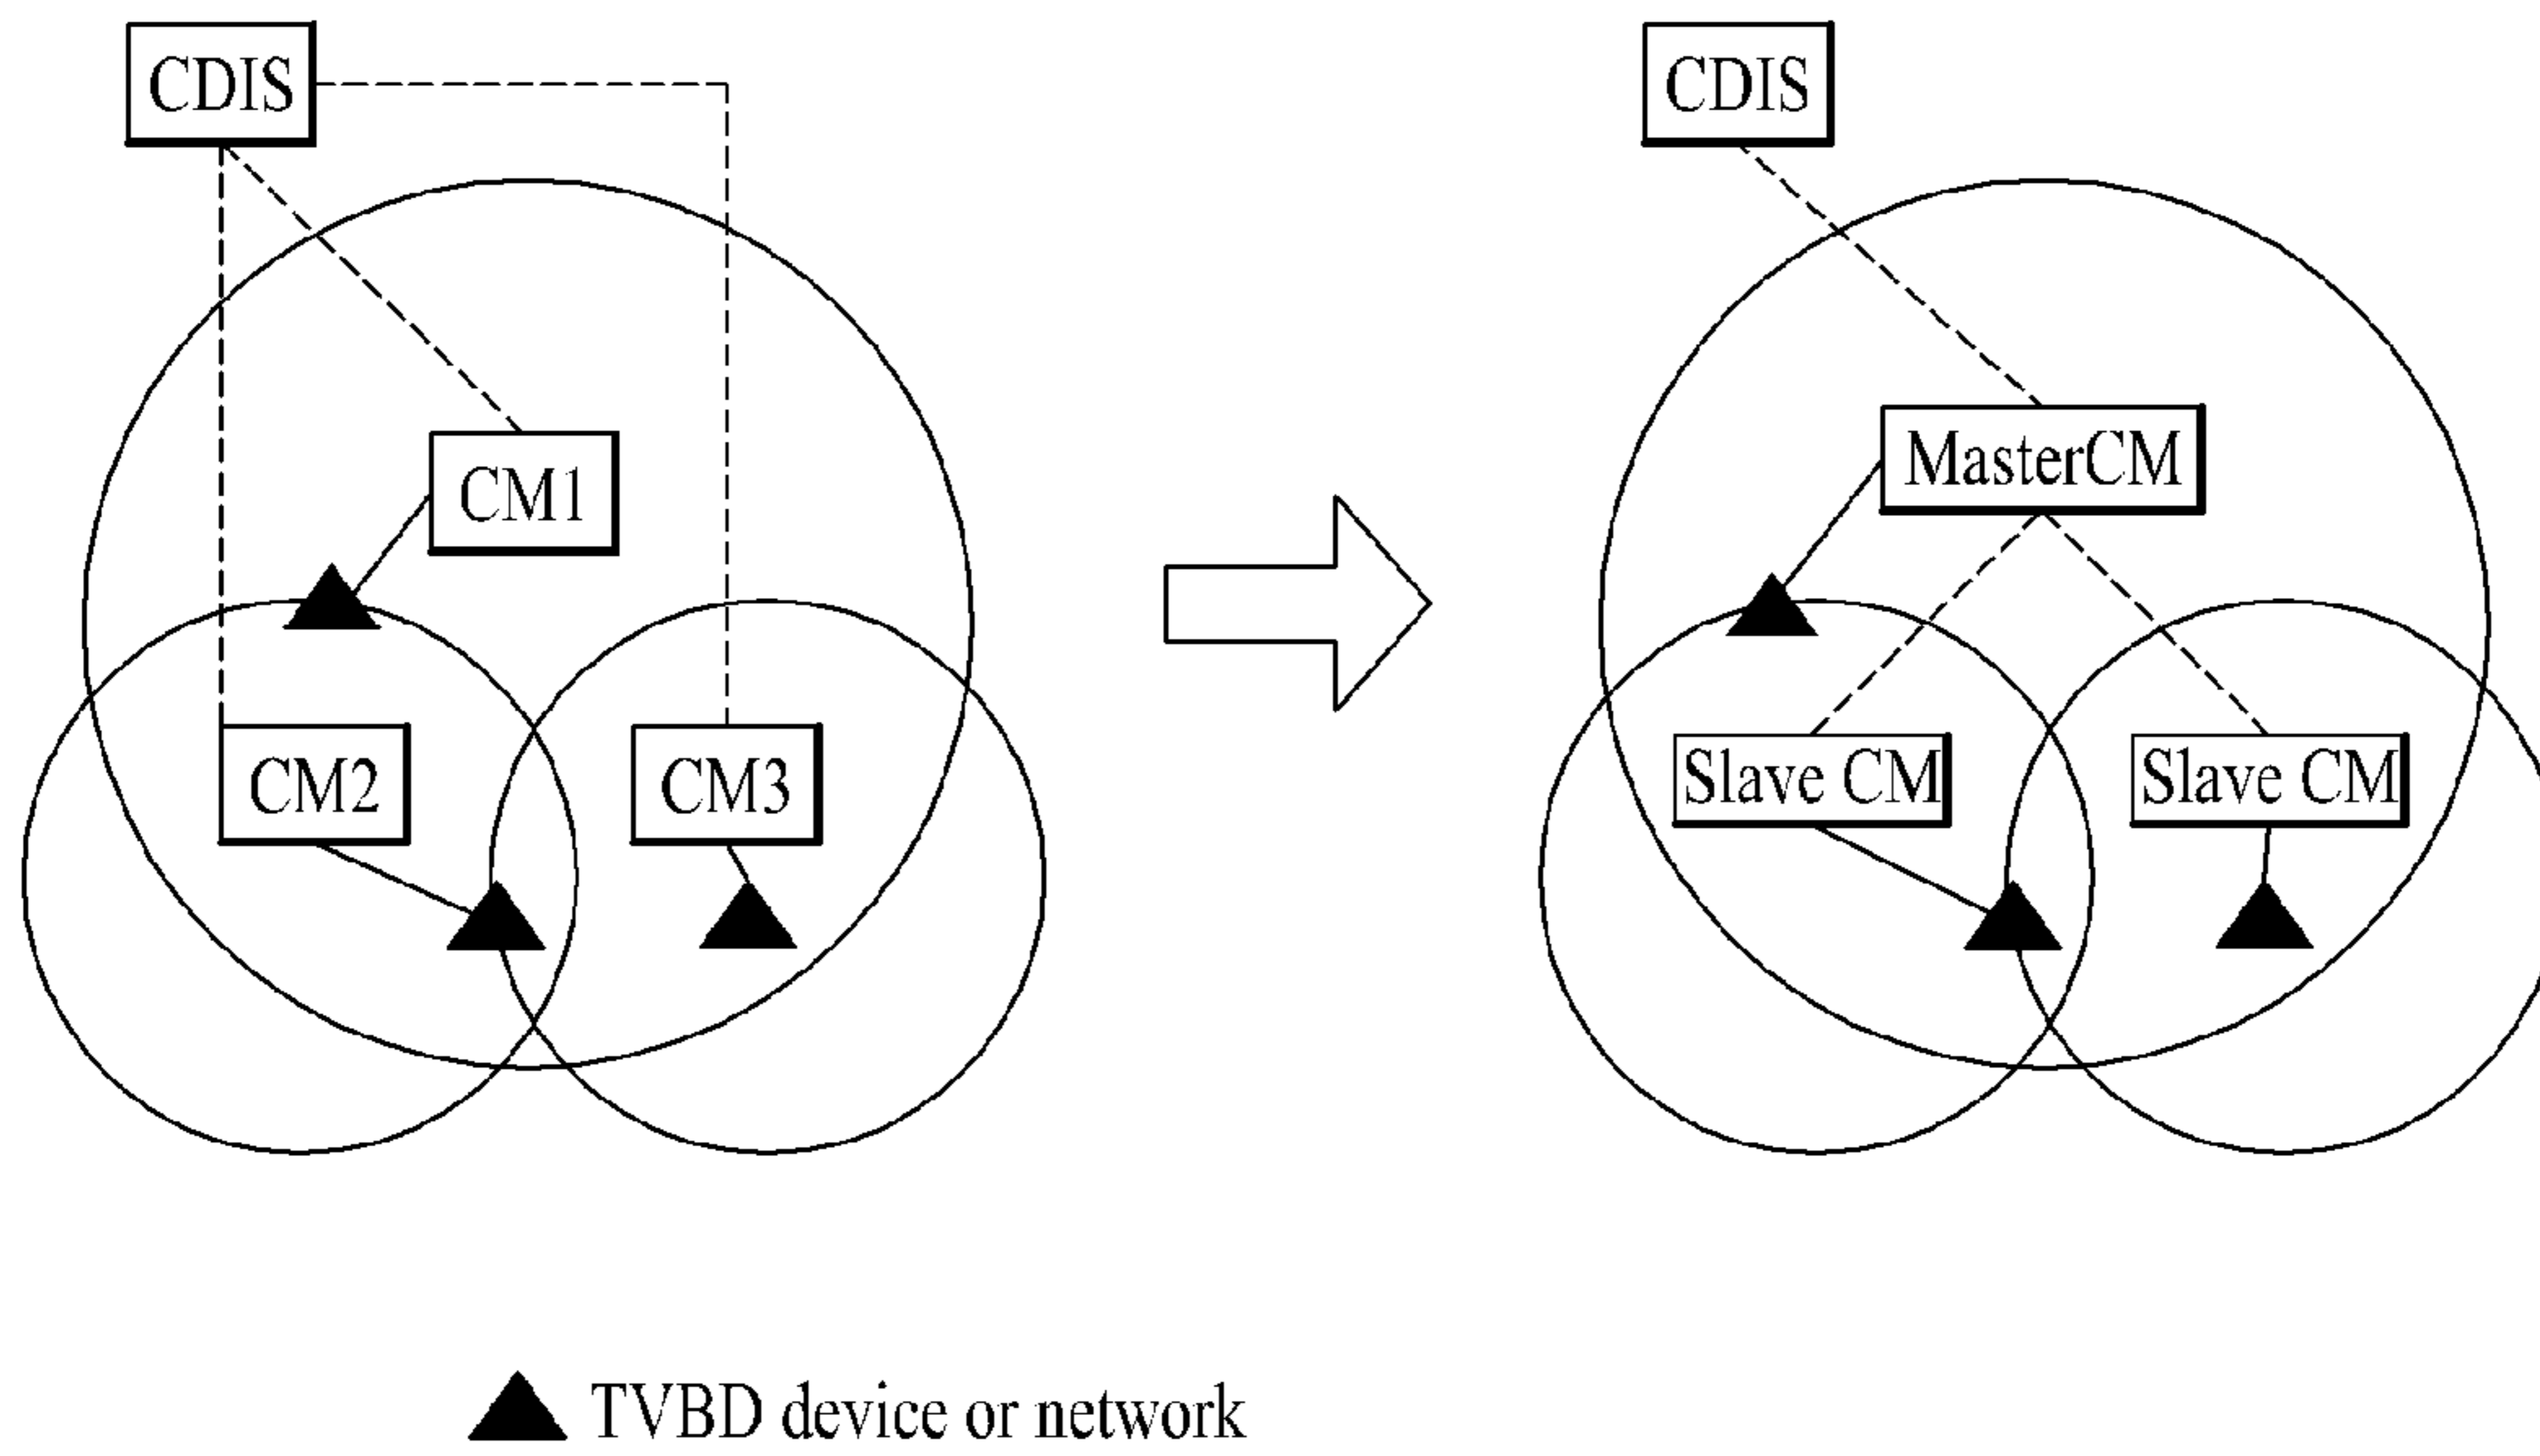 CDIS
CM1
CM2
CM3
CDIS
MasterCM
Slave CM
Slave CM
TVBD device or network